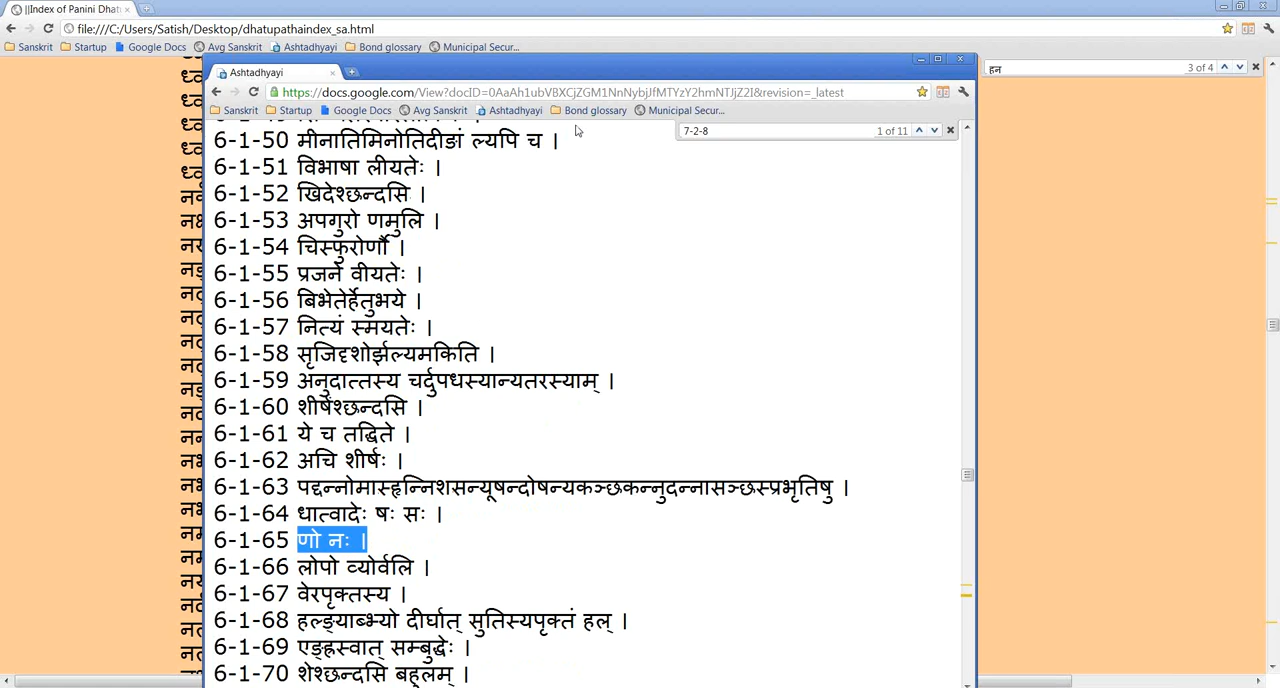 ||Index of Panini Dhatu
file:///C:/Users/Satish/Desktop/dhatupathaindex_sa.html
Sanskrit Startup Google Docs Avg Sanskrit Ashtadhyayi Bond glossary Municipal Secur...
हन 3 of 4
Ashtadhyayi
https://docs.google.com/View?docID=0AaAh1ubVBXCjZGM1NnNybjJfMTYzY2hmNTJjZ2I&revision=_latest
Sanskrit Startup Google Docs Avg Sanskrit Ashtadhyayi Bond glossary Municipal Secur...
7-2-8 1 of 11
6-1-50 मीनातिमिनोतिदीङां ल्यपि च ।
6-1-51 विभाषा लीयतेः ।
6-1-52 खिदेश्छन्दसि ।
6-1-53 अपगुरो णमुलि ।
6-1-54 चिस्फुरोर्णौ ।
6-1-55 प्रजने वीयतेः ।
6-1-56 बिभेतेर्हेतुभये ।
6-1-57 नित्यं स्मयतेः ।
6-1-58 सृजिदृशोर्झल्यमकिति ।
6-1-59 अनुदात्तस्य चर्दुपधस्यान्यतरस्याम् ।
6-1-60 शीर्षंश्छन्दसि ।
6-1-61 ये च तद्धिते ।
6-1-62 अचि शीर्षः ।
6-1-63 पद्दन्नोमास्हृन्निशसन्यूषन्दोषन्यकञ्छकन्नुदन्नासञ्छस्प्रभृतिषु ।
6-1-64 धात्वादेः षः सः ।
6-1-65 णो नः ।
6-1-66 लोपो व्योर्वलि ।
6-1-67 वेरपृक्तस्य ।
6-1-68 हल्ङ्याब्भ्यो दीर्घात् सुतिस्यपृक्तं हल् ।
6-1-69 एङ्ह्रस्वात् सम्बुद्धेः ।
6-1-70 शेश्छन्दसि बहुलम् ।